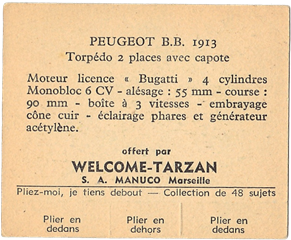 PEUGEOT B.B. 1913
Torpédo 2 places avec capote
Moteur licence « Bugatti » 4 cylindres
Monobloc 6 CV - alésage : 55 mm - course :
90 mm - boîte à 3 vitesses - embrayage
cône cuir - éclairage phares et générateur
acétylène.
offert par
WELCOME-TARZAN
S. A. MANUCO Marseille
Pliez-moi, je tiens debout — Collection de 48 sujets
Plier en Plier en Plier en
dedans dehors dedans